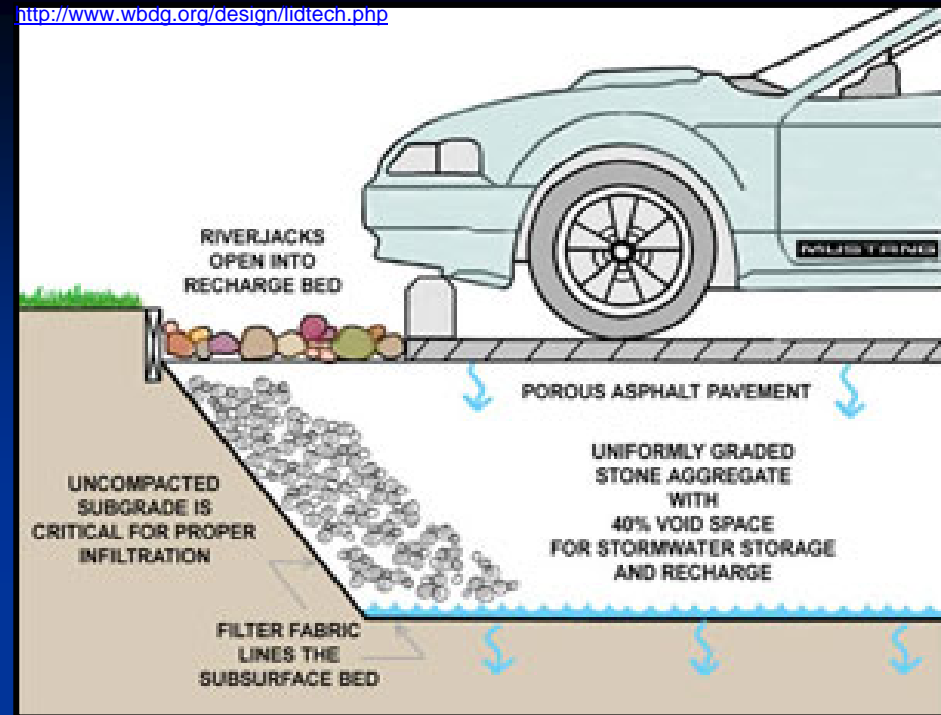 http://www.wbdg.org/design/lidtech.php
RIVERJACKS
OPEN INTO
RECHARGE BED
MUSTANG
POROUS ASPHALT PAVEMENT
UNIFORMLY GRADED
STONE AGGREGATE
WITH
40% VOID SPACE
FOR STORMWATER STORAGE
AND RECHARGE
UNCOMPACTED
SUBGRADE IS
CRITICAL FOR PROPER
INFILTRATION
FILTER FABRIC
LINES THE
SUBSURFACE BED